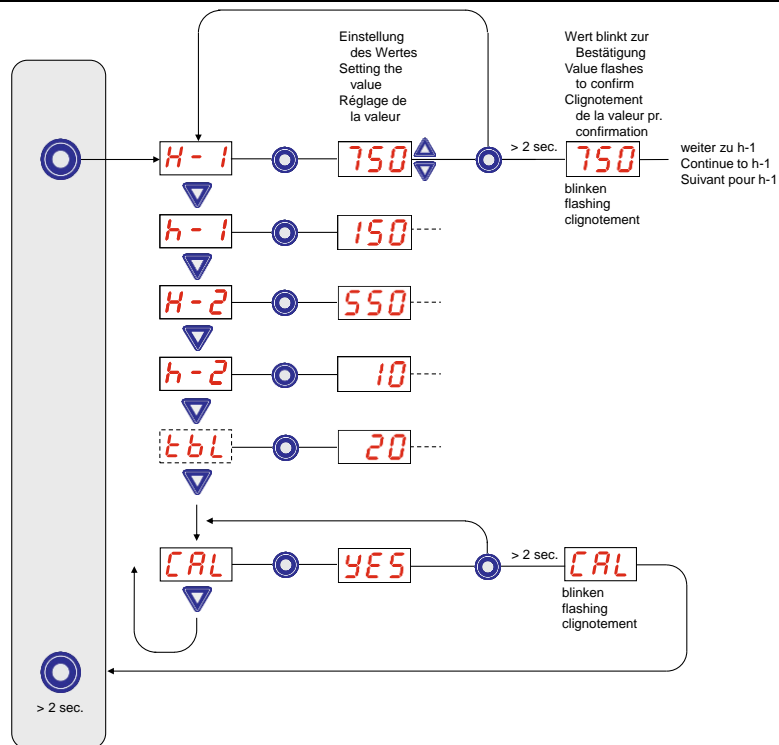 Einstellung
des Wertes
Setting the
value
Réglage de
la valeur
Wert blinkt zur
Bestätigung
Value flashes
to confirm
Clignotement
de la valeur pr.
confirmation
H-1
750
> 2 sec.
750
weiter zu h-1
Continue to h-1
Suivant pour h-1
blinken
flashing
clignotement
h-1
150
H-2
550
h-2
10
tbL
20
CAL
YES
> 2 sec.
CAL
blinken
flashing
clignotement
> 2 sec.